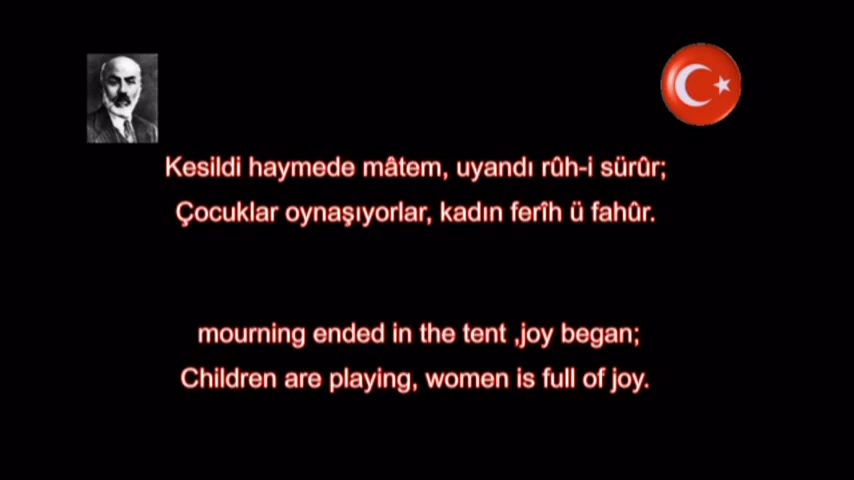 Kesildi haymede mâtem, uyandı rûh-i sürûr;
Çocuklar oynaşıyorlar, kadın ferîh ü fahûr.
mourning ended in the tent ,joy began;
Children are playing, women is full of joy.